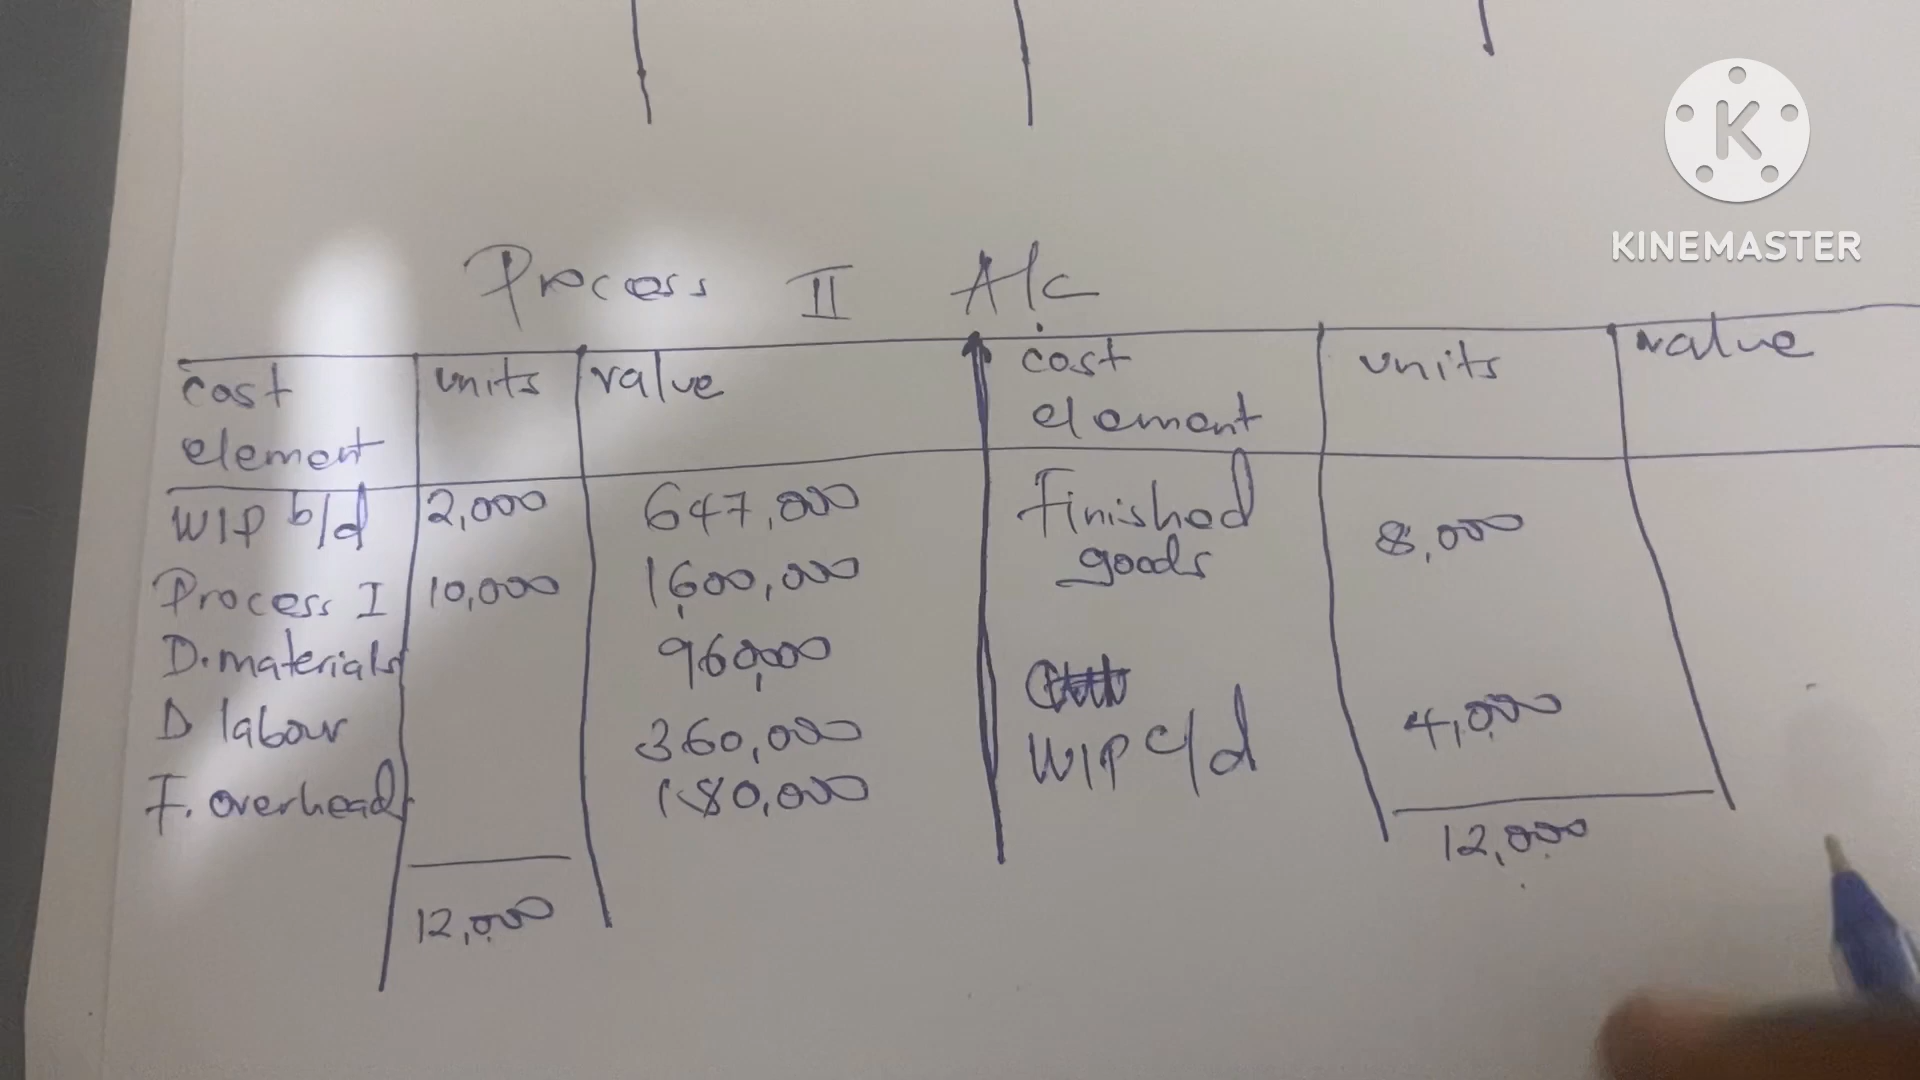 K
KINEMASTER
Process II A/c
cost element units value cost element units value
WIP b/d 2,000 647,000 Finished goods 8,000
Process I 10,000 1,600,000
D. materials 960,000
D labour 360,000 WIP c/d 4,000
F. overhead 180,000
12,000 12,000